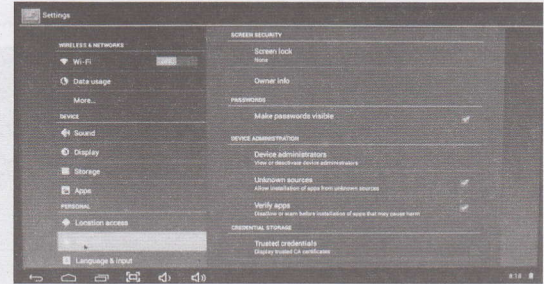 Settings
WIRELESS & NETWORKS
Wi-Fi
Data usage
More...
DEVICE
Sound
Display
Storage
Apps
PERSONAL
Location access
Language & input
SCREEN SECURITY
Screen lock
None
Owner info
PASSWORDS
Make passwords visible
DEVICE ADMINISTRATION
Device administrators
View or deactivate device administrators
Unknown sources
Allow installation of apps from unknown sources
Verify apps
Disallow or warn before installation of apps that may cause harm
CREDENTIAL STORAGE
Trusted credentials
Display trusted CA certificates